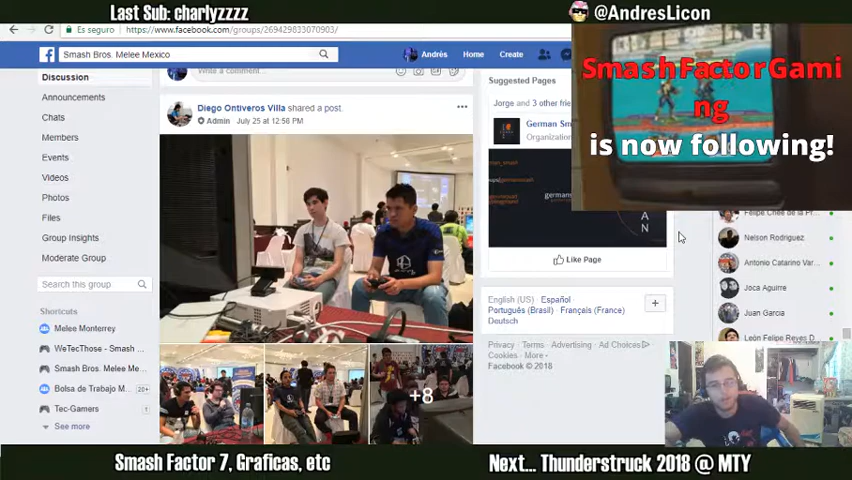 Last Sub: charlyzzzz
@AndresLicon
Es seguro
https://www.facebook.com/groups/269429833070903/
Smash Bros. Melee Mexico
Andrés
Home
Create
Discussion
Announcements
Chats
Members
Events
Videos
Photos
Files
Group Insights
Moderate Group
Search this group
Shortcuts
Melee Monterrey
WeTecThose - Smash ...
Smash Bros. Melee Me...
Bolsa de Trabajo M...
20+
Tec-Gamers
1
See more
Write a comment...
Diego Ontiveros Villa shared a post.
Admin July 25 at 12:58 PM
+8
Suggested Pages
Jorge and 3 other fri
German Sm
Organization
Like Page
English (US) · Español ·
Português (Brasil) · Français (France) ·
Deutsch
Privacy · Terms · Advertising · Ad Choices
Cookies · More
Facebook © 2018
SmashFactorGami
ng
is now following!
Nelson Rodriguez
Antonio Catarino Var...
Joca Aguirre
Juan Garcia
León Felipe Reyes D
Smash Factor 7, Graficas, etc
Next... Thunderstruck 2018 @ MTY